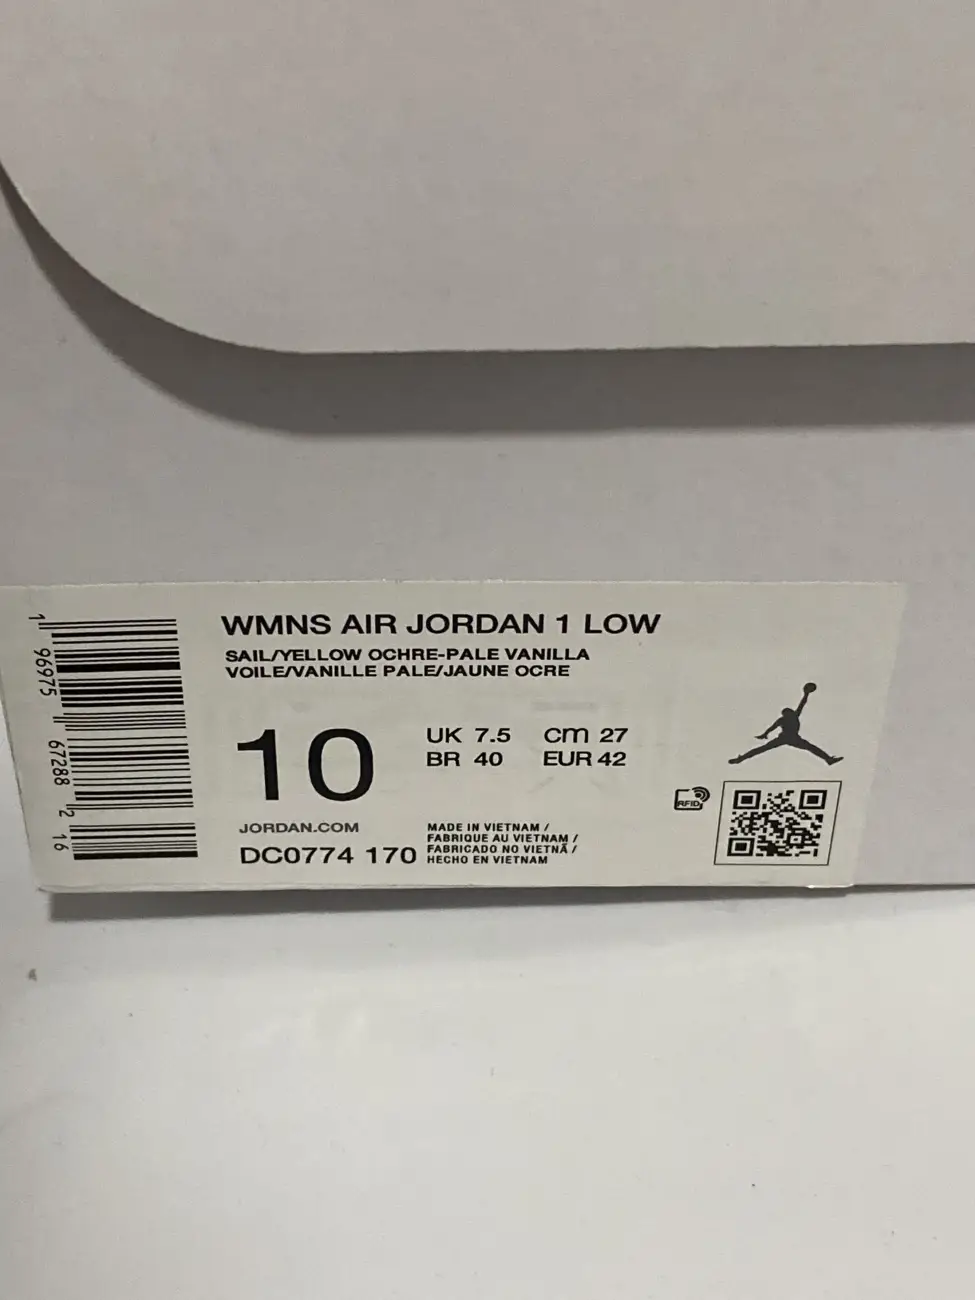 WMNS AIR JORDAN 1 LOW
SAIL/YELLOW OCHRE-PALE VANILLA
VOILE/VANILLE PALE/JAUNE OCRE
10
UK 7.5 cm 27
BR 40 EUR 42
JORDAN.COM
DC0774 170
MADE IN VIETNAM /
FABRIQUE AU VIETNAM /
FABRICADO NO VIETNÃ /
HECHO EN VIETNAM
RFID
1 96975 67288 2 16